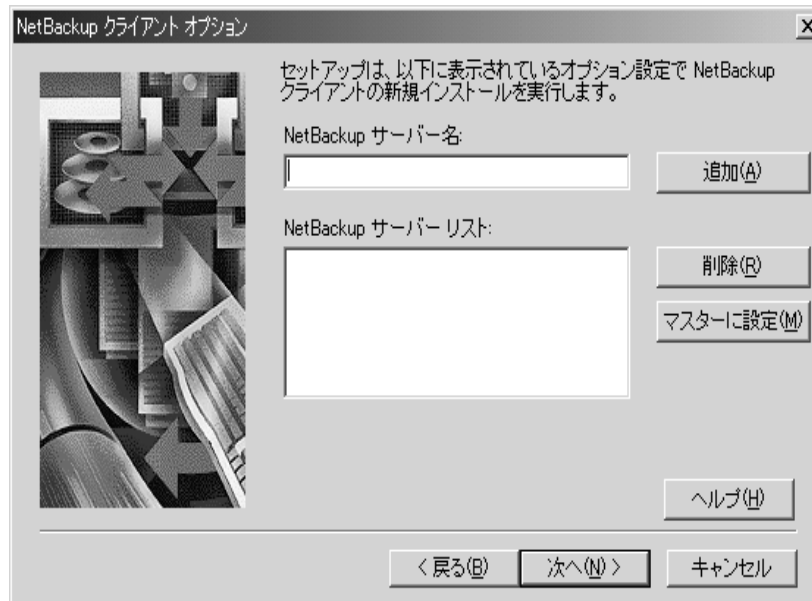 NetBackup クライアント オプション
セットアップは、以下に表示されているオプション設定で NetBackup
クライアントの新規インストールを実行します。
NetBackup サーバー名:
追加(A)
NetBackup サーバー リスト:
削除(R)
マスターに設定(M)
ヘルプ(H)
< 戻る(B)
次へ(N) >
キャンセル